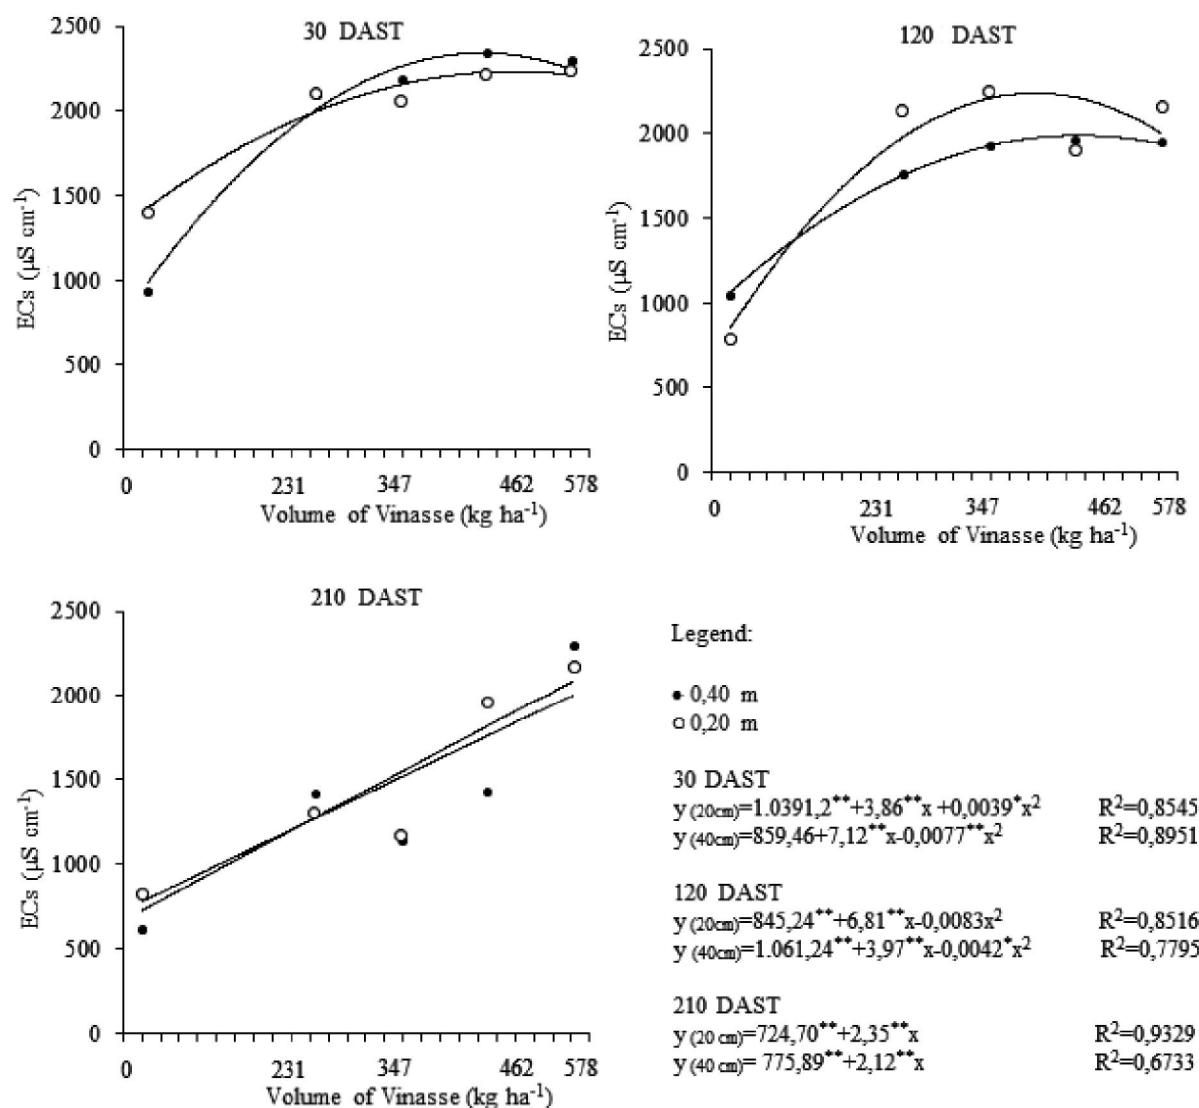 30 DAST
2500
2000
1500
1000
500
0
ECs (µS cm-1)
0 231 347 462 578
Volume of Vinasse (kg ha-1)
120 DAST
2500
2000
1500
1000
500
0
ECs (µS cm-1)
0 231 347 462 578
Volume of Vinasse (kg ha-1)
210 DAST
2500
2000
1500
1000
500
0
ECs (µS cm-1)
0 231 347 462 578
Volume of Vinasse (kg ha-1)
Legend:
● 0,40 m
○ 0,20 m
30 DAST
y (20cm)=1.0391,2**+3,86**x +0,0039*x2 R2=0,8545
y (40cm)=859,46+7,12**x-0,0077**x2 R2=0,8951
120 DAST
y (20cm)=845,24**+6,81**x-0,0083x2 R2=0,8516
y (40cm)=1.061,24**+3,97**x-0,0042*x2 R2=0,7795
210 DAST
y (20 cm)=724,70**+2,35**x R2=0,9329
y (40 cm)= 775,89**+2,12**x R2=0,6733